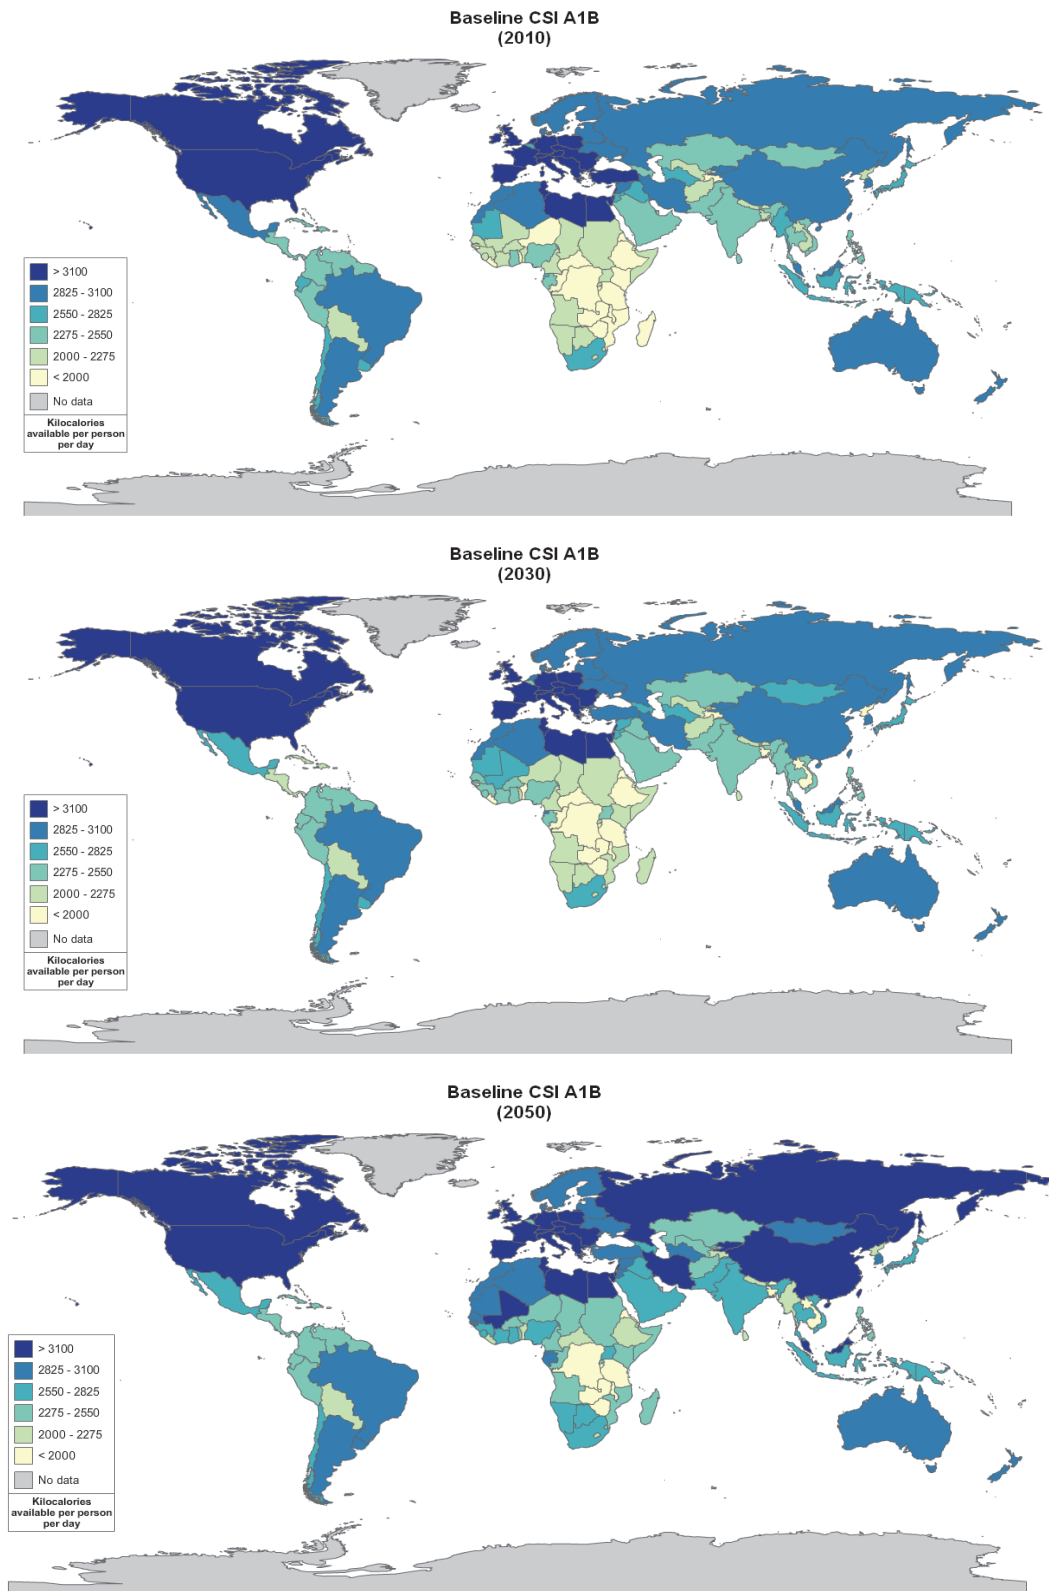 Baseline CSI A1B
(2010)
> 3100
2825 - 3100
2550 - 2825
2275 - 2550
2000 - 2275
< 2000
No data
Kilocalories
available per person
per day
Baseline CSI A1B
(2030)
> 3100
2825 - 3100
2550 - 2825
2275 - 2550
2000 - 2275
< 2000
No data
Kilocalories
available per person
per day
Baseline CSI A1B
(2050)
> 3100
2825 - 3100
2550 - 2825
2275 - 2550
2000 - 2275
< 2000
No data
Kilocalories
available per person
per day